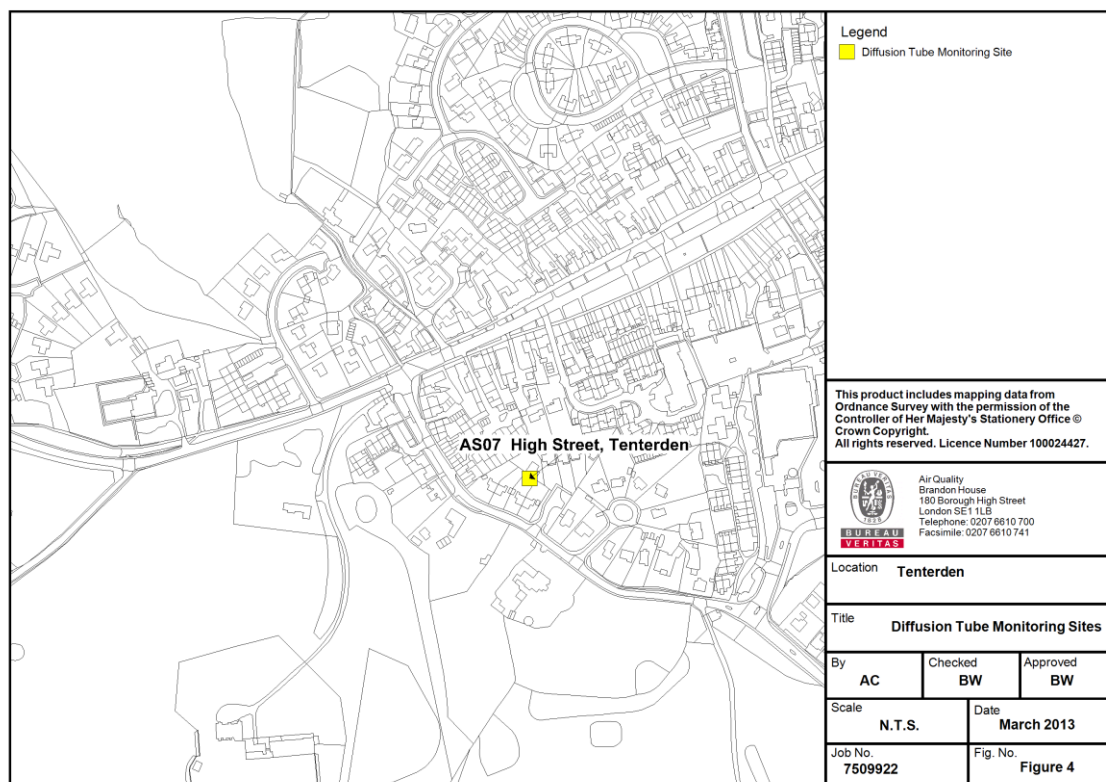 AS07 High Street, Tenterden
Legend
Diffusion Tube Monitoring Site
This product includes mapping data from
Ordnance Survey with the permission of the
Controller of Her Majesty's Stationery Office ©
Crown Copyright.
All rights reserved. Licence Number 100024427.
BUREAU VERITAS
1828
BUREAU
VERITAS
Air Quality
Brandon House
180 Borough High Street
London SE1 1LB
Telephone: 0207 6610 700
Facsimile: 0207 6610 741
Location Tenterden
Title Diffusion Tube Monitoring Sites
By Checked Approved
AC BW BW
Scale Date
N.T.S. March 2013
Job No. Fig. No.
7509922 Figure 4